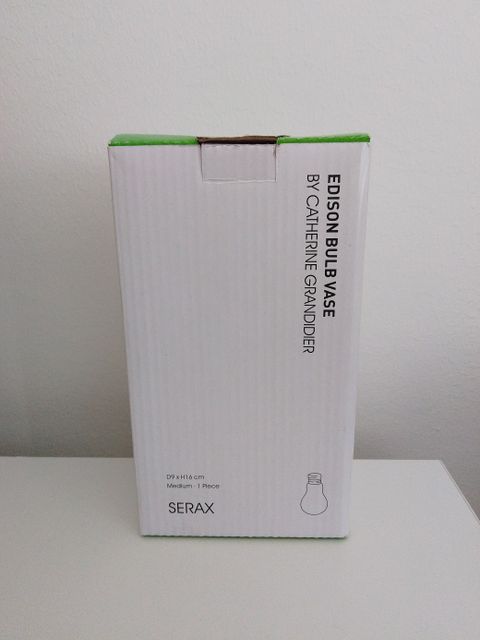 EDISON BULB VASE
BY CATHERINE GRANDIDIER
D9 x H16 cm
Medium - 1 Piece
SERAX